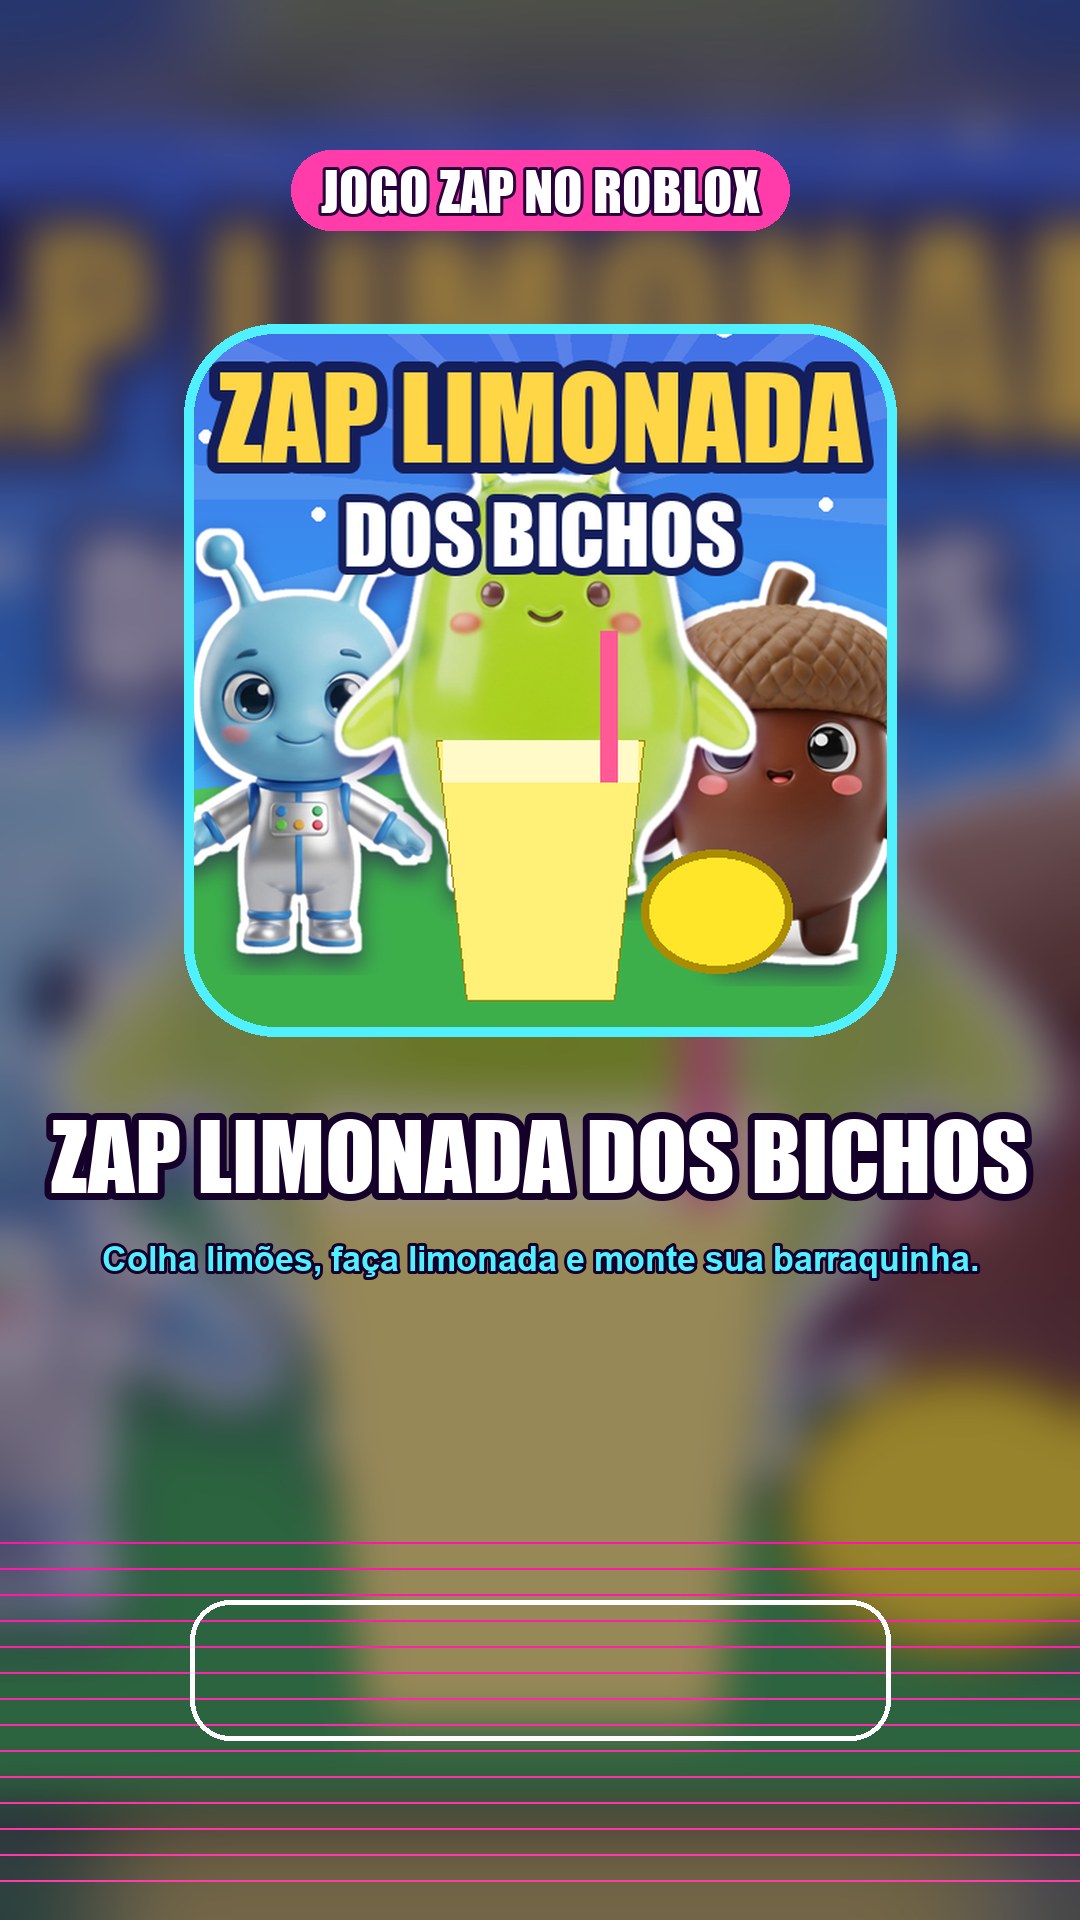 JOGO ZAP NO ROBLOX
ZAP LIMONADA
DOS BICHOS
ZAP LIMONADA DOS BICHOS
Colha limões, faça limonada e monte sua barraquinha.